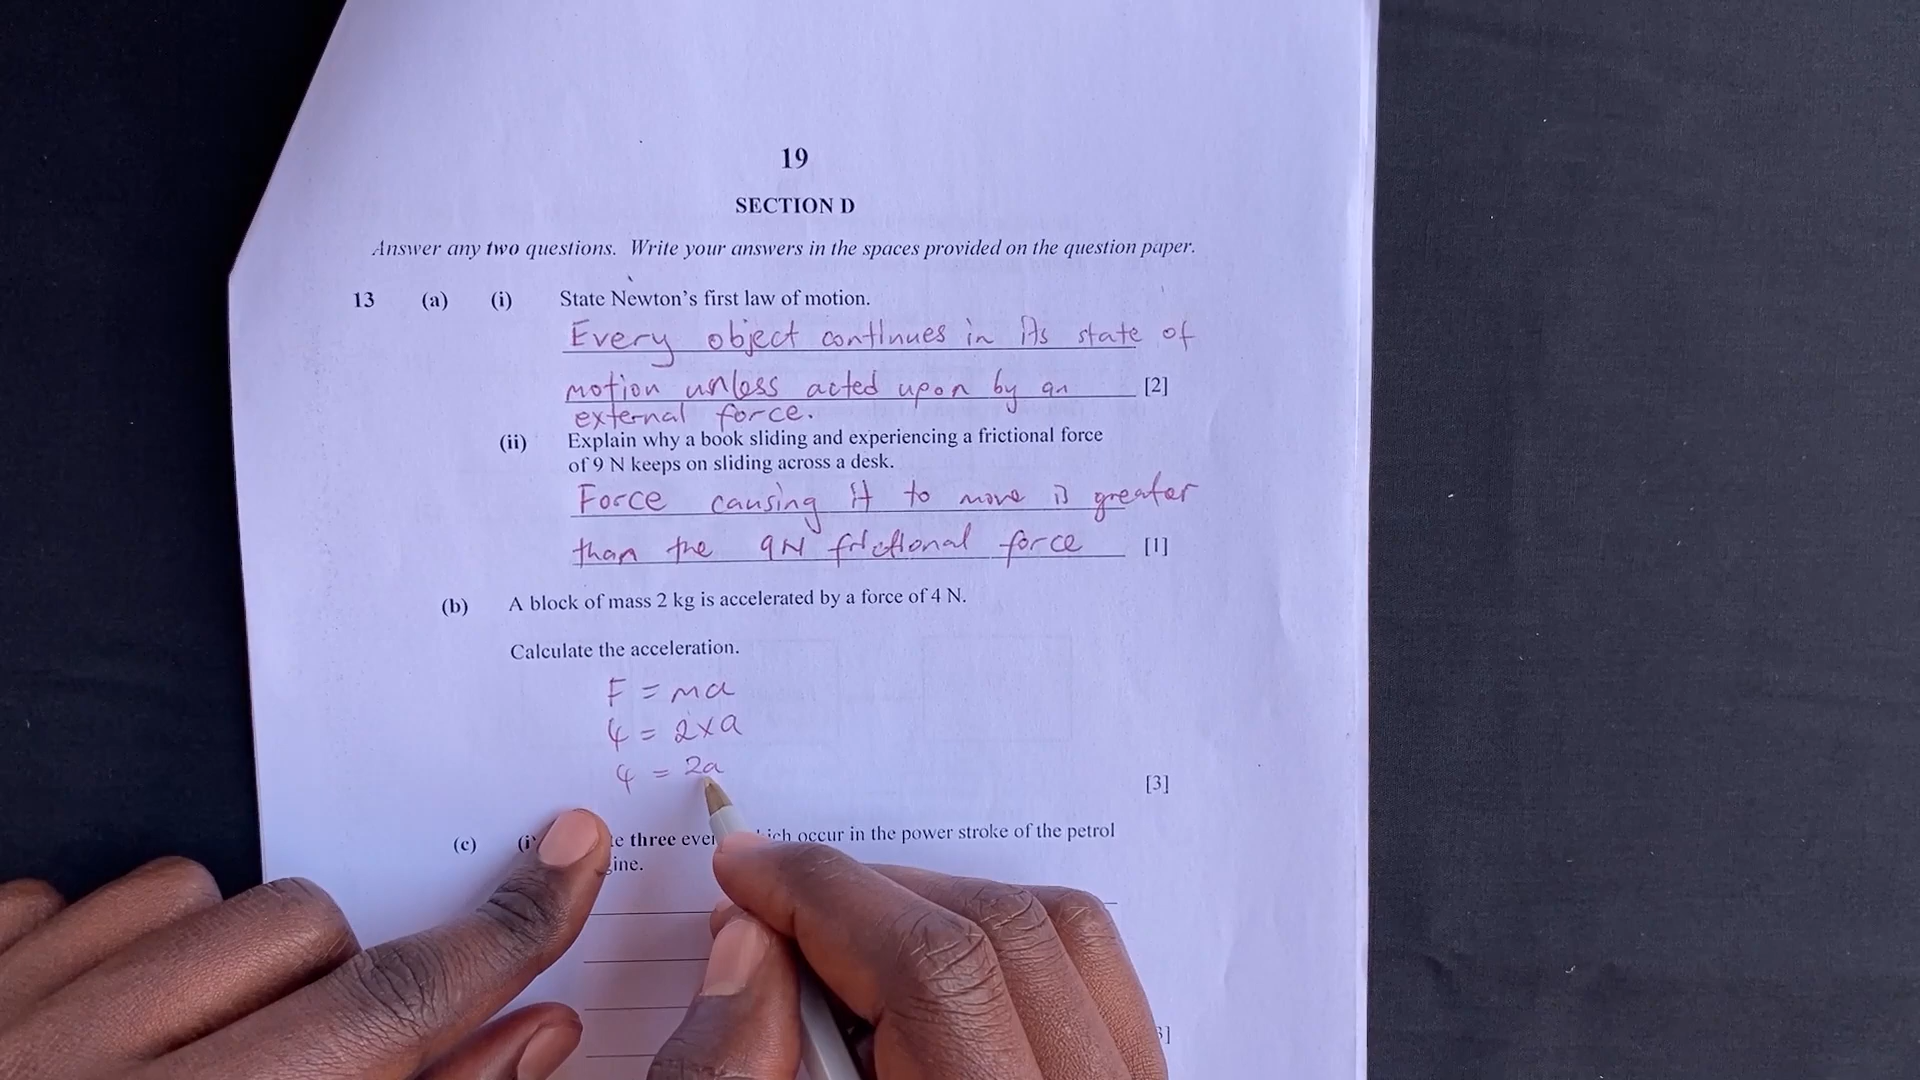 19
SECTION D
Answer any two questions. Write your answers in the spaces provided on the question paper.
13 (a) (i) State Newton's first law of motion.
Every object continues in its state of
motion unless acted upon by an [2]
external force.
(ii) Explain why a book sliding and experiencing a frictional force
of 9 N keeps on sliding across a desk.
Force causing it to move is greater
than the 9N frictional force [1]
(b) A block of mass 2 kg is accelerated by a force of 4 N.
Calculate the acceleration.
F = ma
4 = 2×a
4 = 2a
[3]
(c) (i) three which occur in the power stroke of the petrol